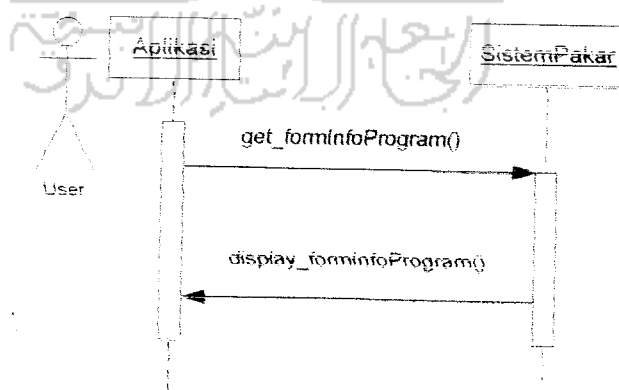 Aplikasi
SistemPakar
get_formInfoProgram()
User
display_formInfoProgram()